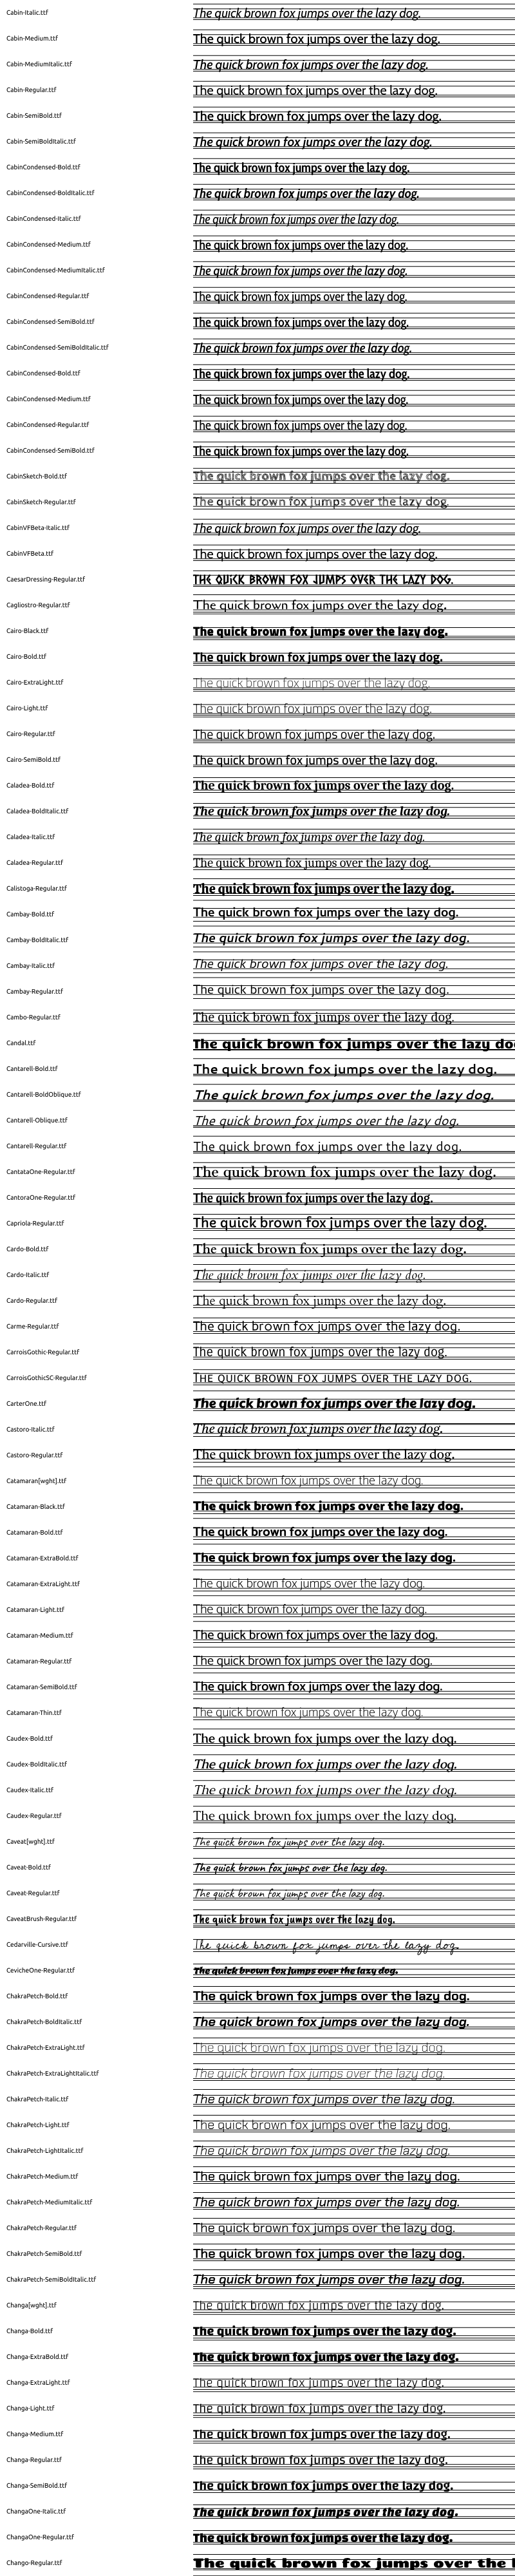 Cabin-Italic.ttf The quick brown fox jumps over the lazy dog.
Cabin-Medium.ttf The quick brown fox jumps over the lazy dog.
Cabin-MediumItalic.ttf The quick brown fox jumps over the lazy dog.
Cabin-Regular.ttf The quick brown fox jumps over the lazy dog.
Cabin-SemiBold.ttf The quick brown fox jumps over the lazy dog.
Cabin-SemiBoldItalic.ttf The quick brown fox jumps over the lazy dog.
CabinCondensed-Bold.ttf The quick brown fox jumps over the lazy dog.
CabinCondensed-BoldItalic.ttf The quick brown fox jumps over the lazy dog.
CabinCondensed-Italic.ttf The quick brown fox jumps over the lazy dog.
CabinCondensed-Medium.ttf The quick brown fox jumps over the lazy dog.
CabinCondensed-MediumItalic.ttf The quick brown fox jumps over the lazy dog.
CabinCondensed-Regular.ttf The quick brown fox jumps over the lazy dog.
CabinCondensed-SemiBold.ttf The quick brown fox jumps over the lazy dog.
CabinCondensed-SemiBoldItalic.ttf The quick brown fox jumps over the lazy dog.
CabinCondensed-Bold.ttf The quick brown fox jumps over the lazy dog.
CabinCondensed-Medium.ttf The quick brown fox jumps over the lazy dog.
CabinCondensed-Regular.ttf The quick brown fox jumps over the lazy dog.
CabinCondensed-SemiBold.ttf The quick brown fox jumps over the lazy dog.
CabinSketch-Bold.ttf The quick brown fox jumps over the lazy dog.
CabinSketch-Regular.ttf The quick brown fox jumps over the lazy dog.
CabinVFBeta-Italic.ttf The quick brown fox jumps over the lazy dog.
CabinVFBeta.ttf The quick brown fox jumps over the lazy dog.
CaesarDressing-Regular.ttf THE QUiCK BROWN FOX JUMPS OVER THE LAZY DOG.
Cagliostro-Regular.ttf The quick brown fox jumps over the lazy dog.
Cairo-Black.ttf The quick brown fox jumps over the lazy dog.
Cairo-Bold.ttf The quick brown fox jumps over the lazy dog.
Cairo-ExtraLight.ttf The quick brown fox jumps over the lazy dog.
Cairo-Light.ttf The quick brown fox jumps over the lazy dog.
Cairo-Regular.ttf The quick brown fox jumps over the lazy dog.
Cairo-SemiBold.ttf The quick brown fox jumps over the lazy dog.
Caladea-Bold.ttf The quick brown fox jumps over the lazy dog.
Caladea-BoldItalic.ttf The quick brown fox jumps over the lazy dog.
Caladea-Italic.ttf The quick brown fox jumps over the lazy dog.
Caladea-Regular.ttf The quick brown fox jumps over the lazy dog.
Calistoga-Regular.ttf The quick brown fox jumps over the lazy dog.
Cambay-Bold.ttf The quick brown fox jumps over the lazy dog.
Cambay-BoldItalic.ttf The quick brown fox jumps over the lazy dog.
Cambay-Italic.ttf The quick brown fox jumps over the lazy dog.
Cambay-Regular.ttf The quick brown fox jumps over the lazy dog.
Cambo-Regular.ttf The quick brown fox jumps over the lazy dog.
Candal.ttf The quick brown fox jumps over the lazy do
Cantarell-Bold.ttf The quick brown fox jumps over the lazy dog.
Cantarell-BoldOblique.ttf The quick brown fox jumps over the lazy dog.
Cantarell-Oblique.ttf The quick brown fox jumps over the lazy dog.
Cantarell-Regular.ttf The quick brown fox jumps over the lazy dog.
CantataOne-Regular.ttf The quick brown fox jumps over the lazy dog.
CantoraOne-Regular.ttf The quick brown fox jumps over the lazy dog.
Capriola-Regular.ttf The quick brown fox jumps over the lazy dog.
Cardo-Bold.ttf The quick brown fox jumps over the lazy dog.
Cardo-Italic.ttf The quick brown fox jumps over the lazy dog.
Cardo-Regular.ttf The quick brown fox jumps over the lazy dog.
Carme-Regular.ttf The quick brown fox jumps over the lazy dog.
CarroisGothic-Regular.ttf The quick brown fox jumps over the lazy dog.
CarroisGothicSC-Regular.ttf THE QUICK BROWN FOX JUMPS OVER THE LAZY DOG.
CarterOne.ttf The quick brown fox jumps over the lazy dog.
Castoro-Italic.ttf The quick brown fox jumps over the lazy dog.
Castoro-Regular.ttf The quick brown fox jumps over the lazy dog.
Catamaran[wght].ttf The quick brown fox jumps over the lazy dog.
Catamaran-Black.ttf The quick brown fox jumps over the lazy dog.
Catamaran-Bold.ttf The quick brown fox jumps over the lazy dog.
Catamaran-ExtraBold.ttf The quick brown fox jumps over the lazy dog.
Catamaran-ExtraLight.ttf The quick brown fox jumps over the lazy dog.
Catamaran-Light.ttf The quick brown fox jumps over the lazy dog.
Catamaran-Medium.ttf The quick brown fox jumps over the lazy dog.
Catamaran-Regular.ttf The quick brown fox jumps over the lazy dog.
Catamaran-SemiBold.ttf The quick brown fox jumps over the lazy dog.
Catamaran-Thin.ttf The quick brown fox jumps over the lazy dog.
Caudex-Bold.ttf The quick brown fox jumps over the lazy dog.
Caudex-BoldItalic.ttf The quick brown fox jumps over the lazy dog.
Caudex-Italic.ttf The quick brown fox jumps over the lazy dog.
Caudex-Regular.ttf The quick brown fox jumps over the lazy dog.
Caveat[wght].ttf The quick brown fox jumps over the lazy dog.
Caveat-Bold.ttf The quick brown fox jumps over the lazy dog.
Caveat-Regular.ttf The quick brown fox jumps over the lazy dog.
CaveatBrush-Regular.ttf The quick brown fox jumps over the lazy dog.
Cedarville-Cursive.ttf The quick brown fox jumps over the lazy dog.
CevicheOne-Regular.ttf The quick brown fox jumps over the lazy dog.
ChakraPetch-Bold.ttf The quick brown fox jumps over the lazy dog.
ChakraPetch-BoldItalic.ttf The quick brown fox jumps over the lazy dog.
ChakraPetch-ExtraLight.ttf The quick brown fox jumps over the lazy dog.
ChakraPetch-ExtraLightItalic.ttf The quick brown fox jumps over the lazy dog.
ChakraPetch-Italic.ttf The quick brown fox jumps over the lazy dog.
ChakraPetch-Light.ttf The quick brown fox jumps over the lazy dog.
ChakraPetch-LightItalic.ttf The quick brown fox jumps over the lazy dog.
ChakraPetch-Medium.ttf The quick brown fox jumps over the lazy dog.
ChakraPetch-MediumItalic.ttf The quick brown fox jumps over the lazy dog.
ChakraPetch-Regular.ttf The quick brown fox jumps over the lazy dog.
ChakraPetch-SemiBold.ttf The quick brown fox jumps over the lazy dog.
ChakraPetch-SemiBoldItalic.ttf The quick brown fox jumps over the lazy dog.
Changa[wght].ttf The quick brown fox jumps over the lazy dog.
Changa-Bold.ttf The quick brown fox jumps over the lazy dog.
Changa-ExtraBold.ttf The quick brown fox jumps over the lazy dog.
Changa-ExtraLight.ttf The quick brown fox jumps over the lazy dog.
Changa-Light.ttf The quick brown fox jumps over the lazy dog.
Changa-Medium.ttf The quick brown fox jumps over the lazy dog.
Changa-Regular.ttf The quick brown fox jumps over the lazy dog.
Changa-SemiBold.ttf The quick brown fox jumps over the lazy dog.
ChangaOne-Italic.ttf The quick brown fox jumps over the lazy dog.
ChangaOne-Regular.ttf The quick brown fox jumps over the lazy dog.
Chango-Regular.ttf The quick brown fox jumps over the